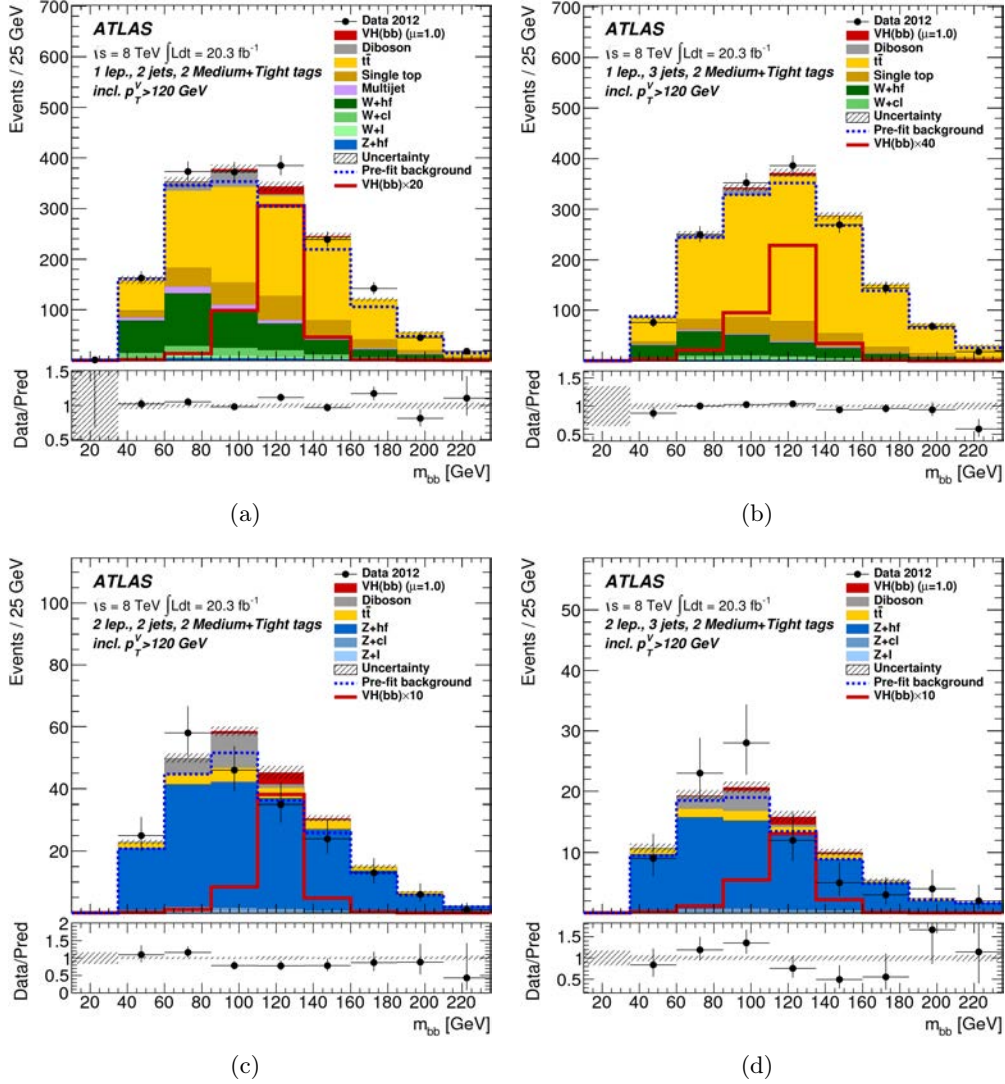 Events / 25 GeV
ATLAS
√s = 8 TeV ∫Ldt = 20.3 fb⁻¹
1 lep., 2 jets, 2 Medium+Tight tags
incl. p_T^V>120 GeV
Data 2012
VH(bb) (μ=1.0)
Diboson
tt̄
Single top
Multijet
W+hf
W+cl
W+l
Z+hf
Uncertainty
Pre-fit background
VH(bb)×20
700
600
500
400
300
200
100
Data/Pred
1.5
1
0.5
20 40 60 80 100 120 140 160 180 200 220
m_bb [GeV]
(a)
Events / 25 GeV
ATLAS
√s = 8 TeV ∫Ldt = 20.3 fb⁻¹
1 lep., 3 jets, 2 Medium+Tight tags
incl. p_T^V>120 GeV
Data 2012
VH(bb) (μ=1.0)
Diboson
tt̄
Single top
W+hf
W+cl
Uncertainty
Pre-fit background
VH(bb)×40
700
600
500
400
300
200
100
Data/Pred
1.5
1
0.5
20 40 60 80 100 120 140 160 180 200 220
m_bb [GeV]
(b)
Events / 25 GeV
ATLAS
√s = 8 TeV ∫Ldt = 20.3 fb⁻¹
2 lep., 2 jets, 2 Medium+Tight tags
incl. p_T^V>120 GeV
Data 2012
VH(bb) (μ=1.0)
Diboson
tt̄
Z+hf
Z+cl
Z+l
Uncertainty
Pre-fit background
VH(bb)×10
100
80
60
40
20
Data/Pred
2
1.5
1
0.5
0
20 40 60 80 100 120 140 160 180 200 220
m_bb [GeV]
(c)
Events / 25 GeV
ATLAS
√s = 8 TeV ∫Ldt = 20.3 fb⁻¹
2 lep., 3 jets, 2 Medium+Tight tags
incl. p_T^V>120 GeV
Data 2012
VH(bb) (μ=1.0)
Diboson
tt̄
Z+hf
Z+cl
Z+l
Uncertainty
Pre-fit background
VH(bb)×10
50
40
30
20
10
Data/Pred
1.5
1
0.5
20 40 60 80 100 120 140 160 180 200 220
m_bb [GeV]
(d)